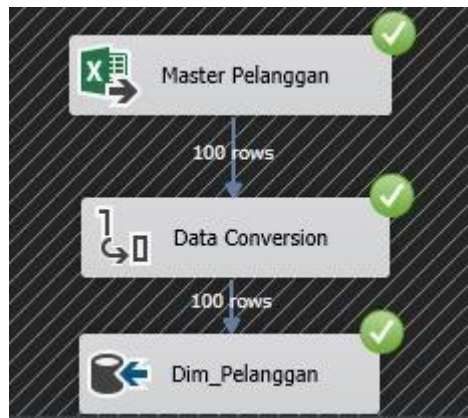 Master Pelanggan
100 rows
Data Conversion
100 rows
Dim_Pelanggan